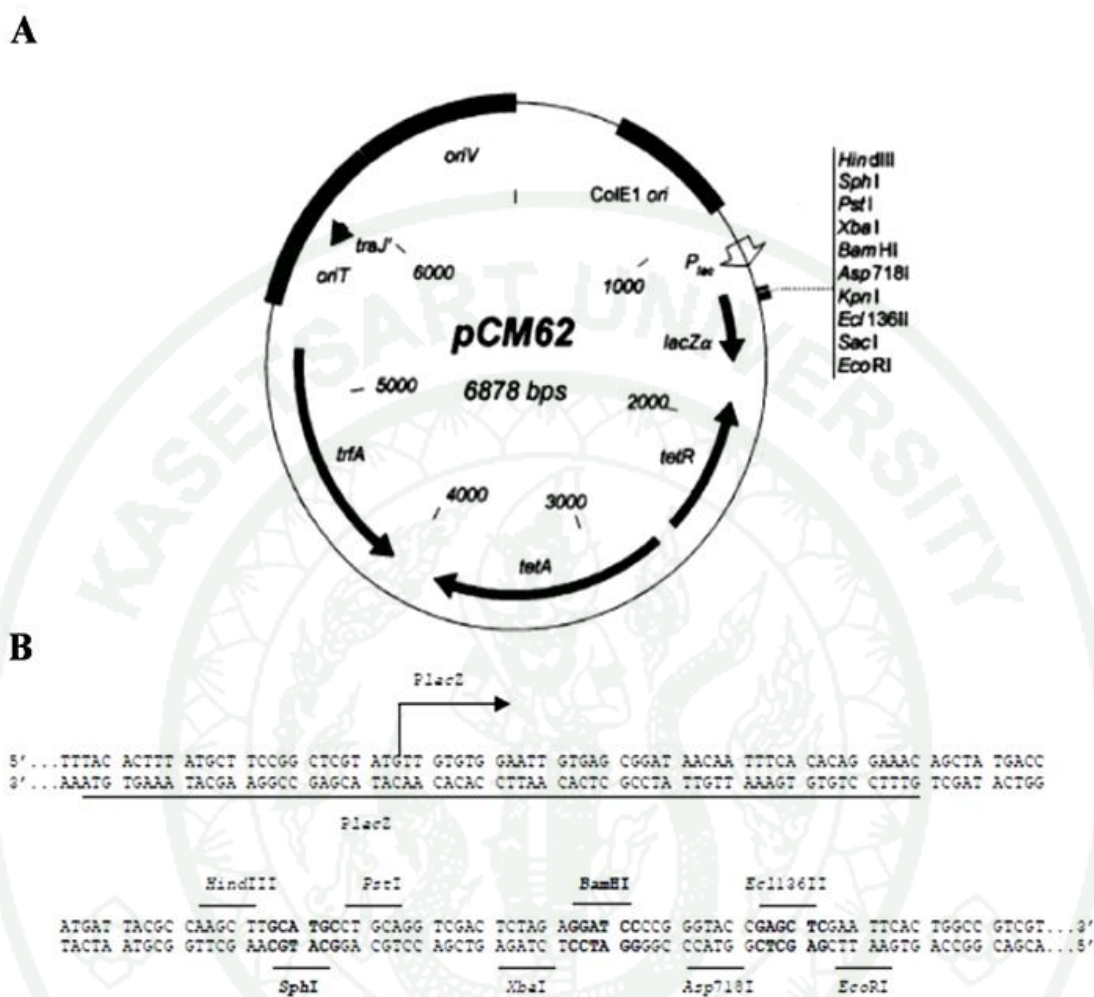 A
oriV
ColE1 ori
HindIII
SphI
PstI
XbaI
BamHI
Asp718I
KpnI
Ecl136II
SacI
EcoRI
Plac
traJ'
oriT
6000
1000
pCM62
lacZα
6878 bps
5000
2000
trfA
tetR
4000
3000
tetA
KASETSART UNIVERSITY
B
PlacZ
5'...TTTAC ACTTT ATGCT TCCGG CTCGT ATGTT GTGTG GAATT GTGAG CGGAT AACAA TTTCA CACAG GAAAC AGCTA TGACC
3'...AAATG TGAAA TACGAA AGGCC GAGCA TACAA CACAC CTTAA CACTC GCCTA TTGTT AAAGT GTGTC CTTTG TCGAT ACTGG
PlacZ
HindIII PstI BamHI Ecl136II
ATGAT TACGC CAAGC TTGCA TGCCT GCAGG TCGAC TCTAG AGGAT CCCCG GGTAC CGAGC TCGAA TTCAC TGGCC GTCGT...3'
TACTA ATGCG GTTCG AACGT ACGGA CGTCC AGCTG AGATC TCCTAG GGGC CCATG GCTCG AGCTT AAGTG ACCGG CAGCA...5'
SphI XbaI Asp718I EcoRI